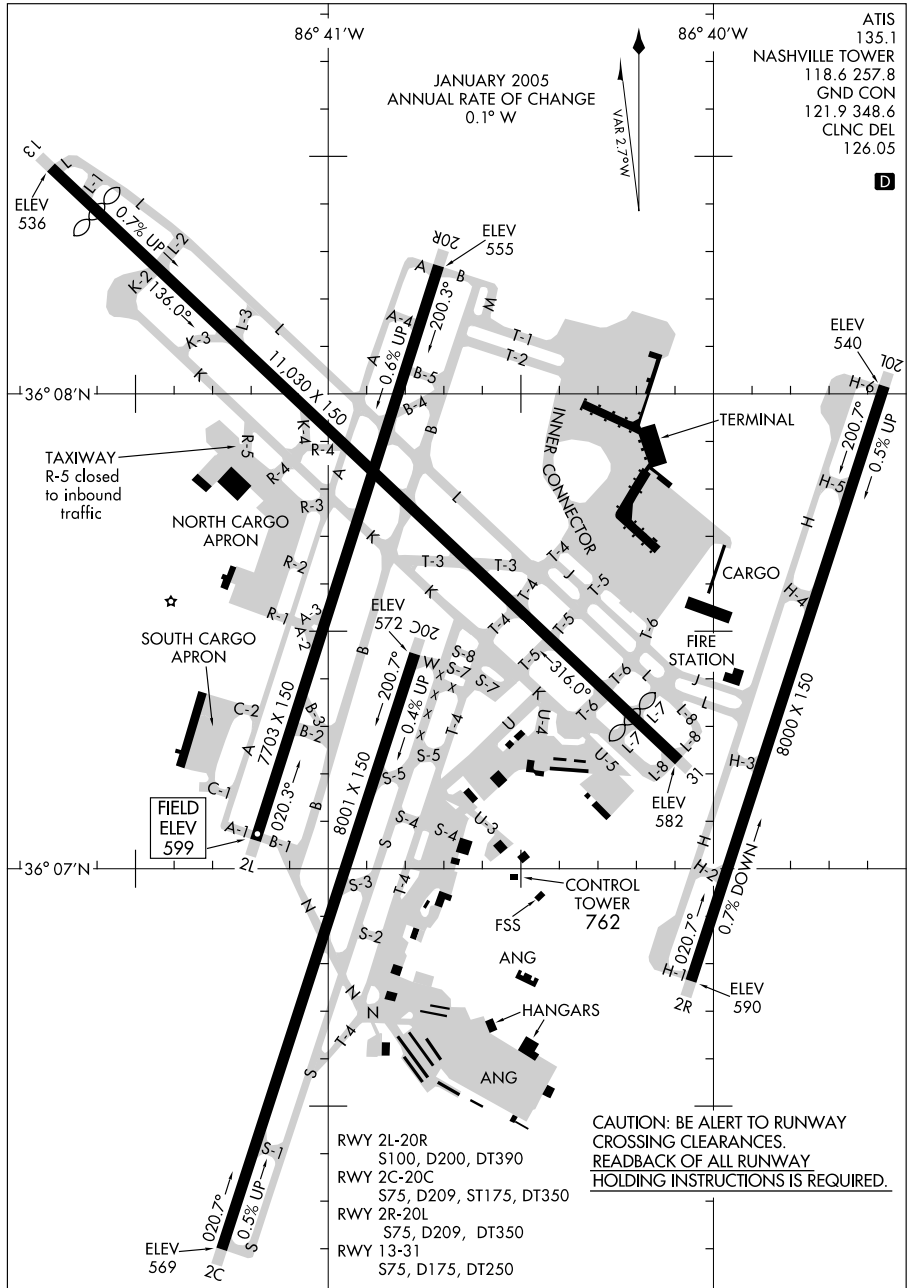 86° 41'W
86° 40'W
ATIS
135.1
NASHVILLE TOWER
118.6 257.8
GND CON
121.9 348.6
CLNC DEL
126.05
D
JANUARY 2005
ANNUAL RATE OF CHANGE
0.1° W
VAR 2.7°W
13
ELEV
536
L
L-1
L
0.7% UP
L-2
K-2
136.0°
L-3
K-3
L
K
11,030 X 150
20R
ELEV
555
A
B
200.3°
M
A-4
0.6% UP
A
T-1
T-2
B-5
B-4
B
ELEV
540
20L
H-6
200.7°
0.5% UP
36° 08'N
INNER CONNECTOR
TERMINAL
TAXIWAY
R-5 closed
to inbound
traffic
R-5
K-4
R-4
R-4
A
L
H-5
H
NORTH CARGO
APRON
R-3
K
R-2
T-3
T-3
T-4
J
T-5
CARGO
H-4
K
T-4
T-4
R-1
A-3
A-2
ELEV
572
20C
T-5
T-5
T-6
FIRE
STATION
SOUTH CARGO
APRON
B
W
S-8
S-7
S-7
x
x
x
x
x
200.7°
0.4% UP
316.0°
T-6
L
J
L
K
T-6
C-2
B-3
B-2
T-4
U
U-4
U-5
L-7
L-7
L-8
L-8
L-8
31
8000 X 150
A
7703 X 150
S-5
S-5
H-3
C-1
020.3°
B
8001 X 150
ELEV
582
FIELD
ELEV
599
A-1
B-1
2L
S-4
S-4
U-3
S
H
36° 07'N
T-4
S-3
CONTROL
TOWER
762
FSS
H-2
0.7% DOWN
020.7°
N
S-2
ANG
H-1
ELEV
590
2R
N
N
HANGARS
T-4
S
ANG
S-1
RWY 2L-20R
S100, D200, DT390
RWY 2C-20C
S75, D209, ST175, DT350
RWY 2R-20L
S75, D209, DT350
RWY 13-31
S75, D175, DT250
CAUTION: BE ALERT TO RUNWAY
CROSSING CLEARANCES.
READBACK OF ALL RUNWAY
HOLDING INSTRUCTIONS IS REQUIRED.
020.7°
0.5% UP
S
ELEV
569
2C